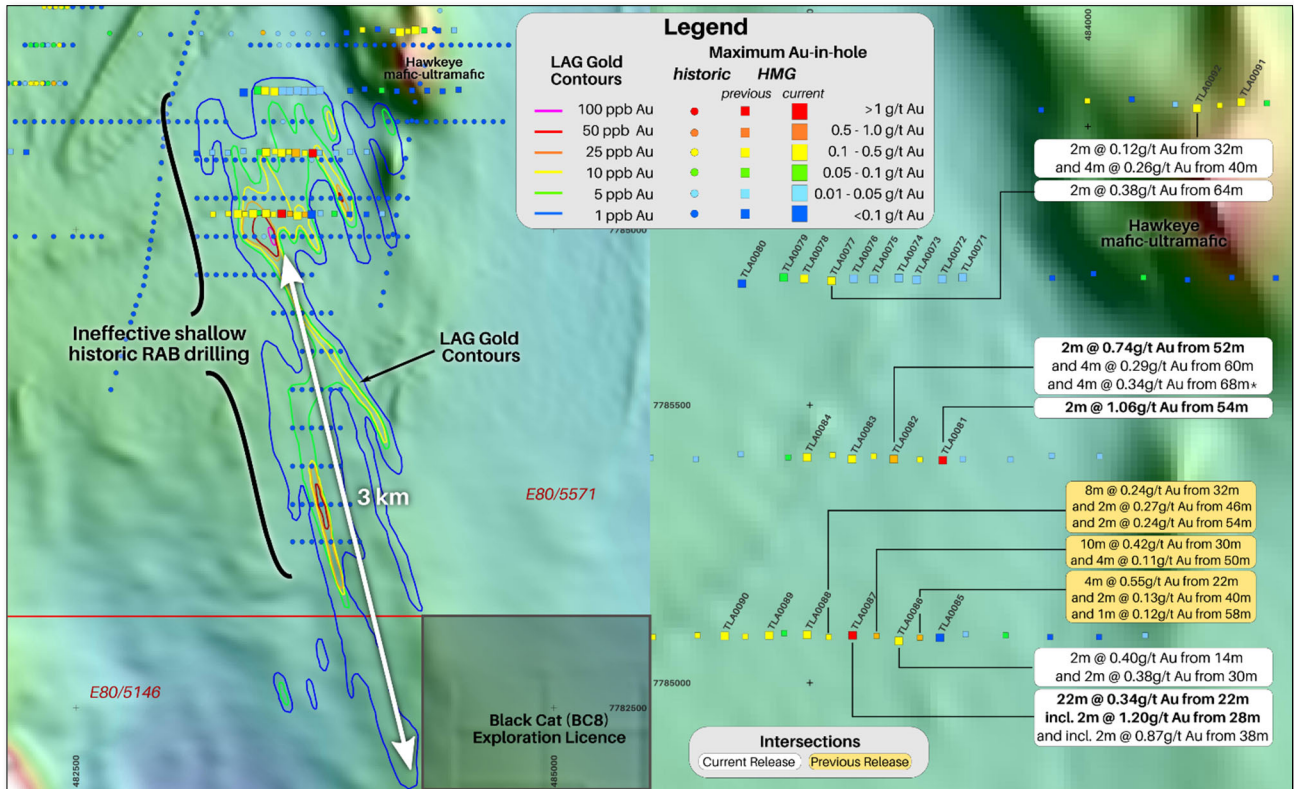 Legend
LAG Gold
Contours
Maximum Au-in-hole
historic HMG
previous current
100 ppb Au >1 g/t Au
50 ppb Au 0.5 - 1.0 g/t Au
25 ppb Au 0.1 - 0.5 g/t Au
10 ppb Au 0.05 - 0.1 g/t Au
5 ppb Au 0.01 - 0.05 g/t Au
1 ppb Au <0.1 g/t Au
Hawkeye
mafic-ultramafic
7785000
Ineffective shallow
historic RAB drilling
LAG Gold
Contours
3 km
E80/5571
E80/5146
Black Cat (BC8)
Exploration Licence
7782500
482500
485000
484000
TLA0092
TLA0091
2m @ 0.12g/t Au from 32m
and 4m @ 0.26g/t Au from 40m
2m @ 0.38g/t Au from 64m
Hawkeye
mafic-ultramafic
TLA0080
TLA0079
TLA0078
TLA0077
TLA0076
TLA0075
TLA0074
TLA0073
TLA0072
TLA0071
2m @ 0.74g/t Au from 52m
and 4m @ 0.29g/t Au from 60m
and 4m @ 0.34g/t Au from 68m*
2m @ 1.06g/t Au from 54m
7785500
TLA0084
TLA0083
TLA0082
TLA0081
8m @ 0.24g/t Au from 32m
and 2m @ 0.27g/t Au from 46m
and 2m @ 0.24g/t Au from 54m
10m @ 0.42g/t Au from 30m
and 4m @ 0.11g/t Au from 50m
4m @ 0.55g/t Au from 22m
and 2m @ 0.13g/t Au from 40m
and 1m @ 0.12g/t Au from 58m
TLA0090
TLA0089
TLA0088
TLA0087
TLA0086
TLA0085
2m @ 0.40g/t Au from 14m
and 2m @ 0.38g/t Au from 30m
7785000
22m @ 0.34g/t Au from 22m
incl. 2m @ 1.20g/t Au from 28m
and incl. 2m @ 0.87g/t Au from 38m
Intersections
Current Release Previous Release